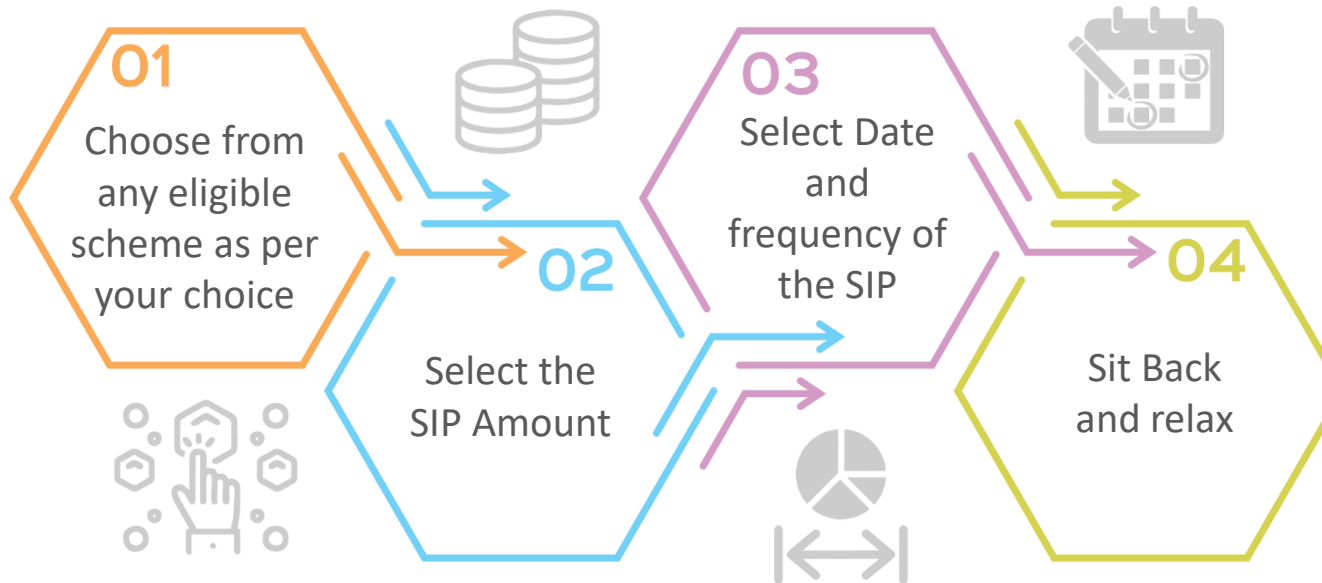 01
Choose from
any eligible
scheme as per
your choice
02
Select the
SIP Amount
03
Select Date
and
frequency of
the SIP
04
Sit Back
and relax